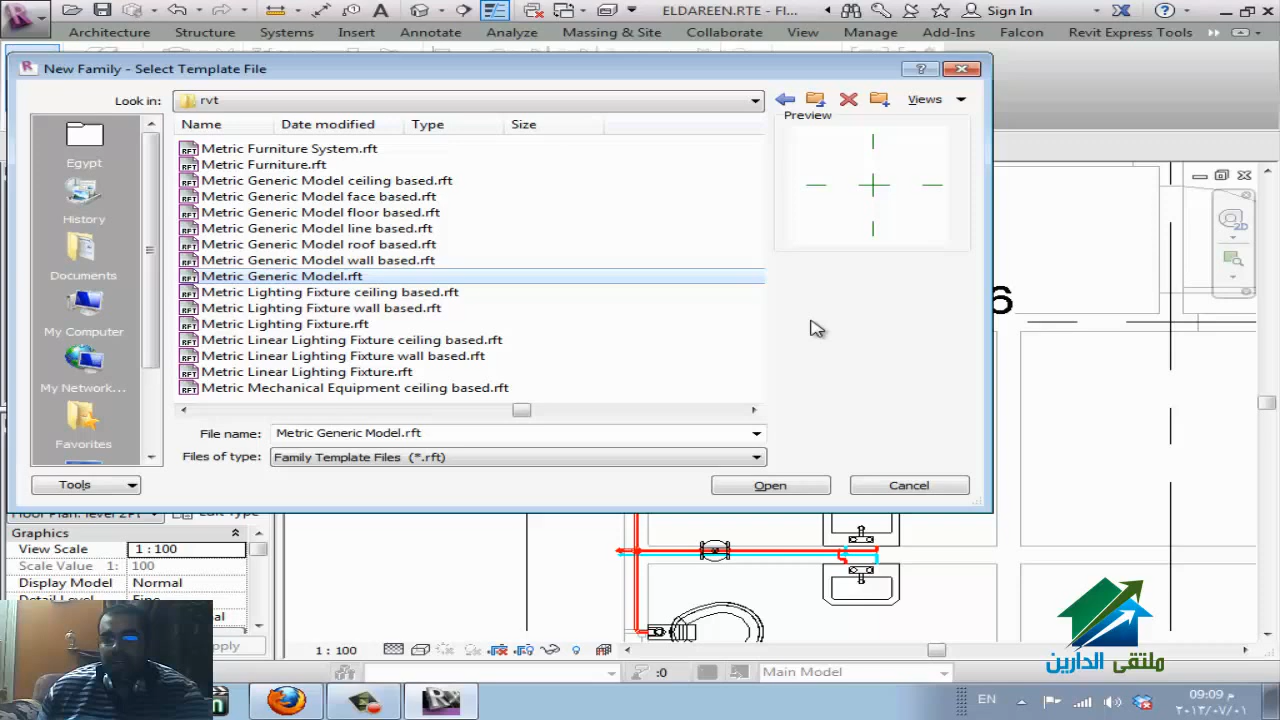 ELDAREEN.RTE - FI...
Sign In
Architecture Structure Systems Insert Annotate Analyze Massing & Site Collaborate View Manage Add-Ins Falcon Revit Express Tools
New Family - Select Template File
Look in: rvt
Views
Preview
Name Date modified Type Size
Metric Furniture System.rft
Metric Furniture.rft
Metric Generic Model ceiling based.rft
Metric Generic Model face based.rft
Metric Generic Model floor based.rft
Metric Generic Model line based.rft
Metric Generic Model roof based.rft
Metric Generic Model wall based.rft
Metric Generic Model.rft
Metric Lighting Fixture ceiling based.rft
Metric Lighting Fixture wall based.rft
Metric Lighting Fixture.rft
Metric Linear Lighting Fixture ceiling based.rft
Metric Linear Lighting Fixture wall based.rft
Metric Linear Lighting Fixture.rft
Metric Mechanical Equipment ceiling based.rft
Egypt
History
Documents
My Computer
My Network...
Favorites
File name: Metric Generic Model.rft
Files of type: Family Template Files (*.rft)
Tools
Open
Cancel
6
2D
Graphics
View Scale 1 : 100
Scale Value 1: 100
Display Model Normal
1 : 100
:0
Main Model
ملتقى الدارين
EN
09:09 م
٢٠١٣/٠٧/٠١